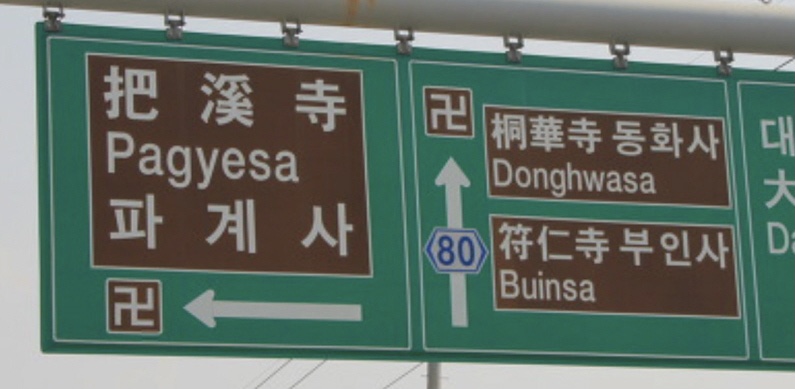 把溪寺
Pagyesa
파계사
卍
卍
80
桐華寺 동화사
Donghwasa
符仁寺 부인사
Buinsa
대
大
Da